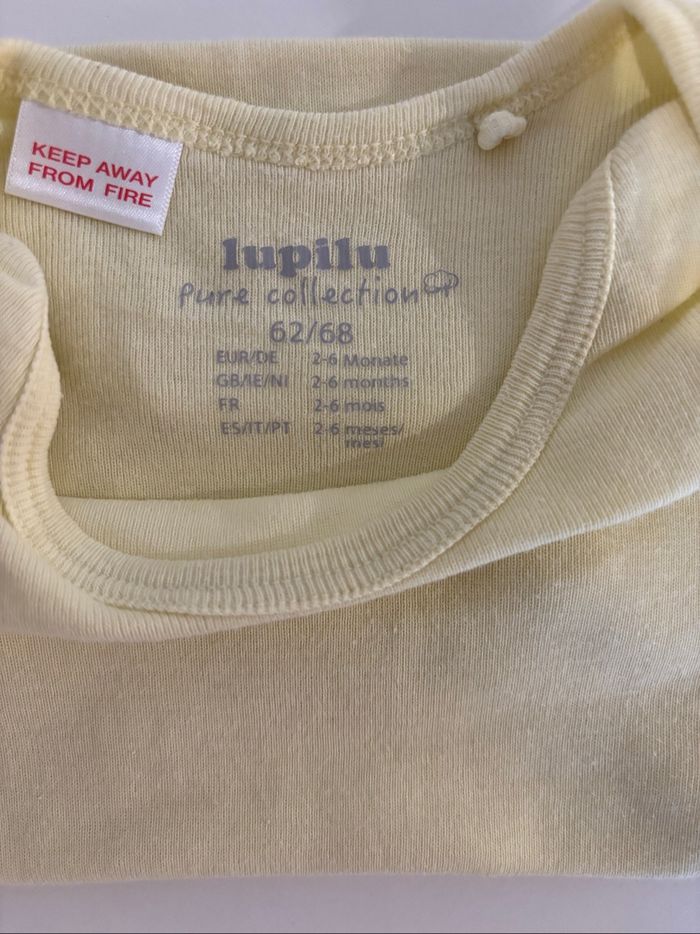 KEEP AWAY
FROM FIRE
lupilu
pure collection
62/68
EUR/DE 2-6 Monate
GB/IE/NI 2-6 months
FR 2-6 mois
ES/IT/PT 2-6 meses/
mesi